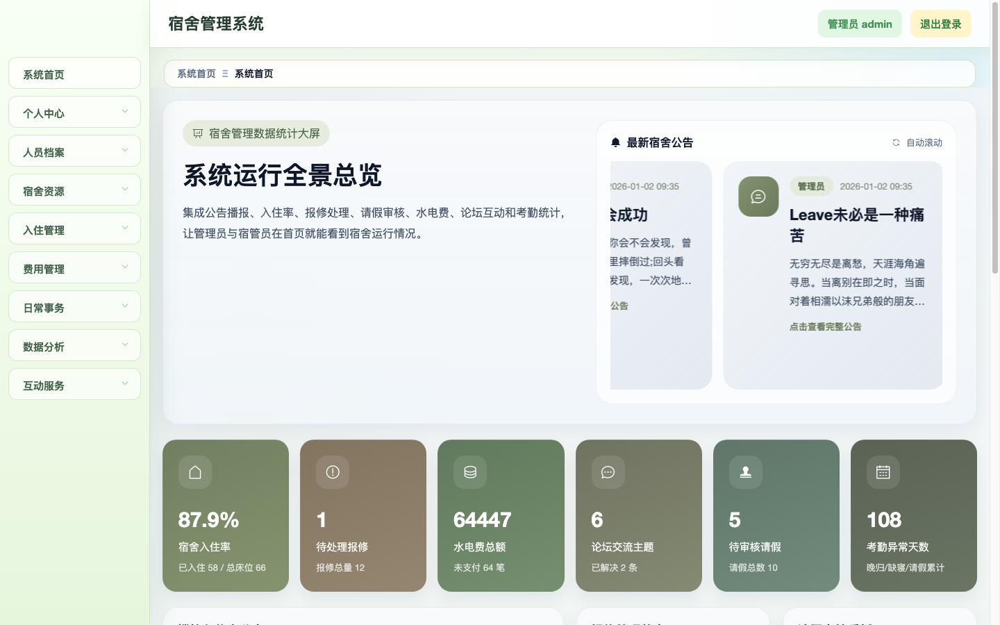 宿舍管理系统
管理员 admin
退出登录
系统首页
个人中心
人员档案
宿舍资源
入住管理
费用管理
日常事务
数据分析
互动服务
系统首页 系统首页
宿舍管理数据统计大屏
系统运行全景总览
集成公告播报、入住率、报修处理、请假审核、水电费、论坛互动和考勤统计，
让管理员与宿管员在首页就能看到宿舍运行情况。
最新宿舍公告
自动滚动
2026-01-02 09:35
会成功
你会不会发现，曾
里摔倒过;回头看
发现，一次次地...
公告
管理员 2026-01-02 09:35
Leave未必是一种痛
苦
无穷无尽是离愁，天涯海角遍
寻思。当离别在即之时，当面
对着相濡以沫兄弟般的朋友...
点击查看完整公告
87.9%
宿舍入住率
已入住 58 / 总床位 66
1
待处理报修
报修总量 12
64447
水电费总额
未支付 64 笔
6
论坛交流主题
已解决 2 条
5
待审核请假
请假总数 10
108
考勤异常天数
晚归/缺寝/请假累计